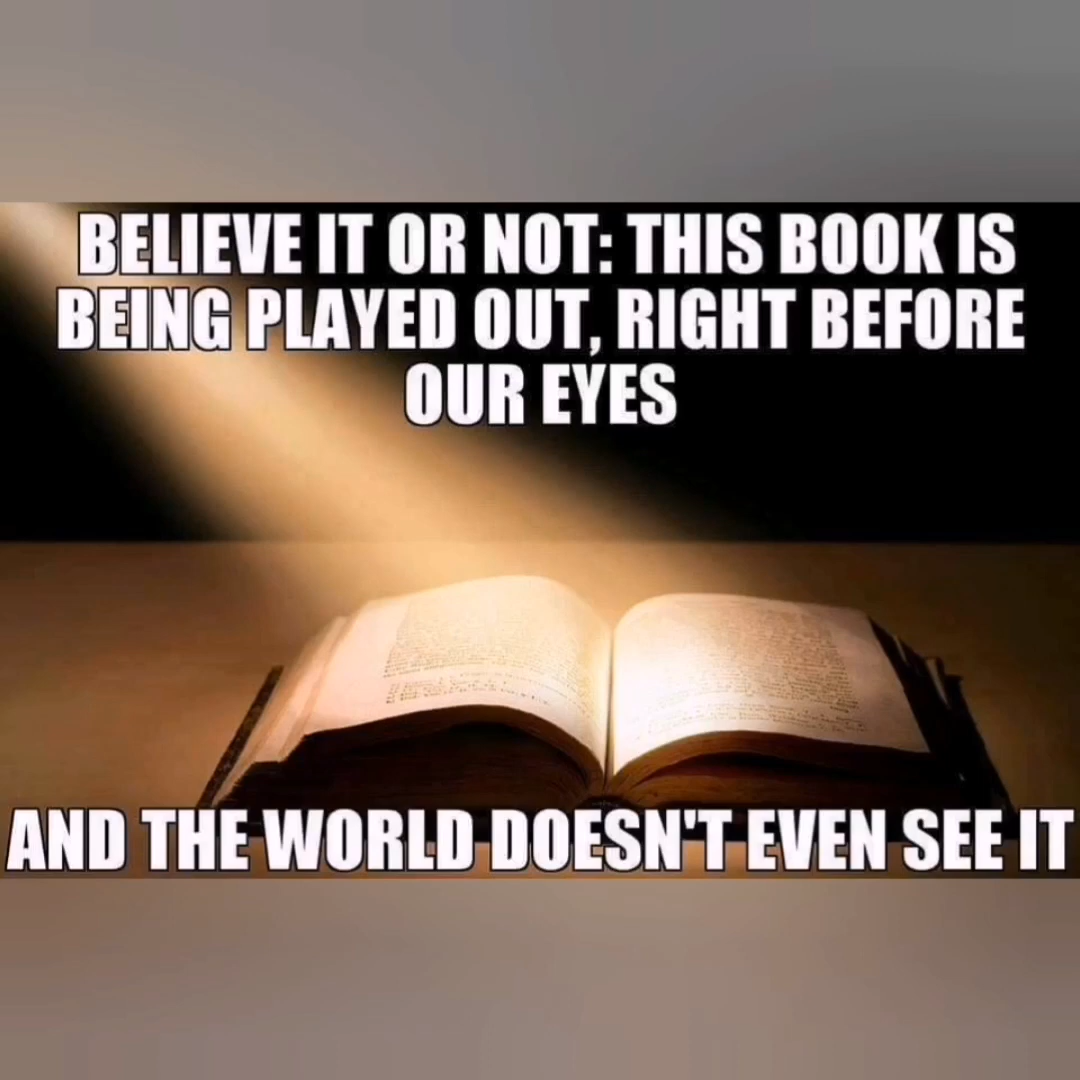 BELIEVE IT OR NOT: THIS BOOK IS
BEING PLAYED OUT, RIGHT BEFORE
OUR EYES
AND THE WORLD DOESN'T EVEN SEE IT